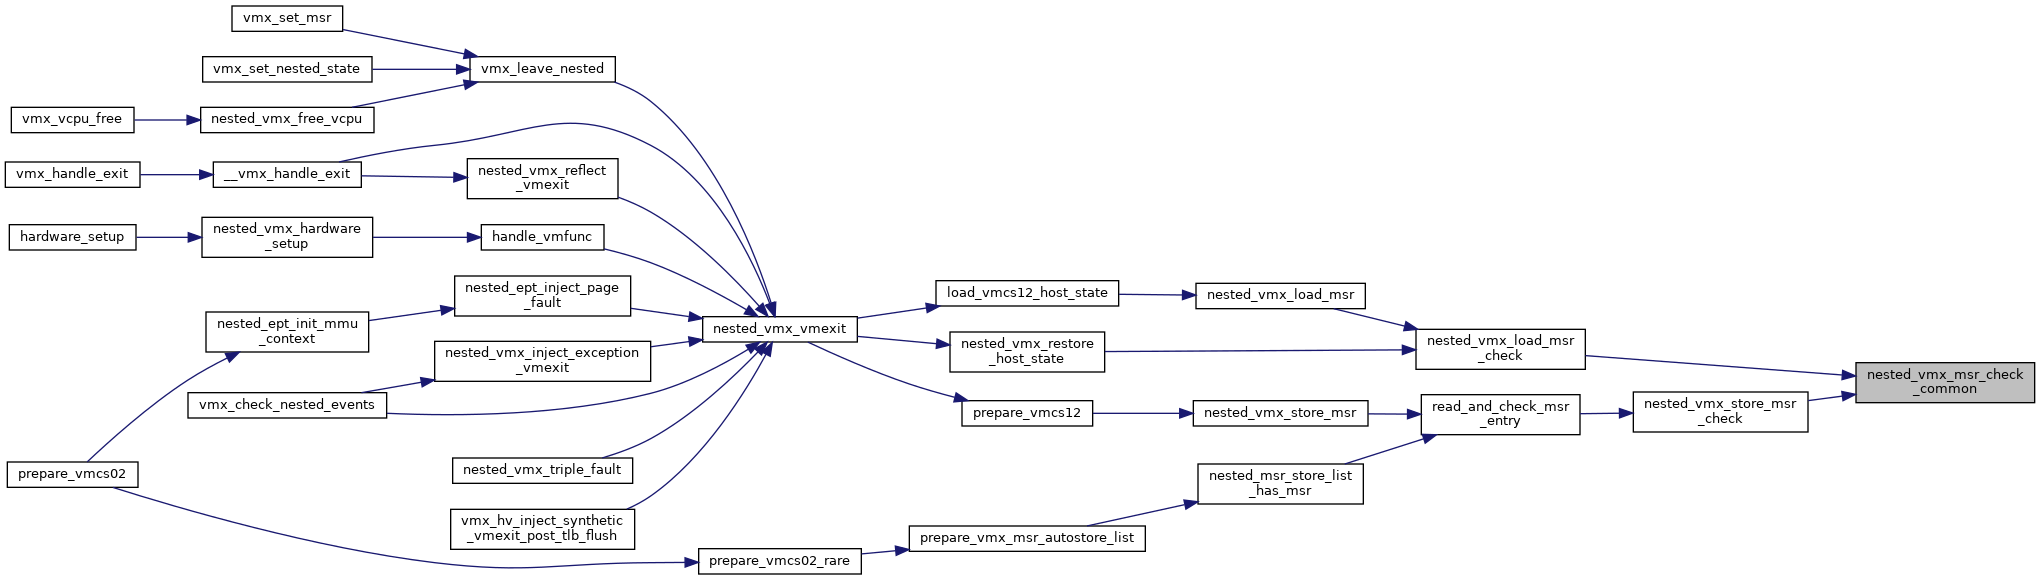 vmx_set_msr
vmx_set_nested_state
vmx_leave_nested
vmx_vcpu_free
nested_vmx_free_vcpu
vmx_handle_exit
__vmx_handle_exit
nested_vmx_reflect
_vmexit
hardware_setup
nested_vmx_hardware
_setup
handle_vmfunc
nested_ept_init_mmu
_context
nested_ept_inject_page
_fault
nested_vmx_inject_exception
_vmexit
vmx_check_nested_events
prepare_vmcs02
nested_vmx_triple_fault
vmx_hv_inject_synthetic
_vmexit_post_tlb_flush
nested_vmx_vmexit
prepare_vmcs02_rare
load_vmcs12_host_state
nested_vmx_restore
_host_state
prepare_vmcs12
prepare_vmx_msr_autostore_list
nested_vmx_load_msr
nested_vmx_store_msr
nested_msr_store_list
_has_msr
nested_vmx_load_msr
_check
read_and_check_msr
_entry
nested_vmx_store_msr
_check
nested_vmx_msr_check
_common